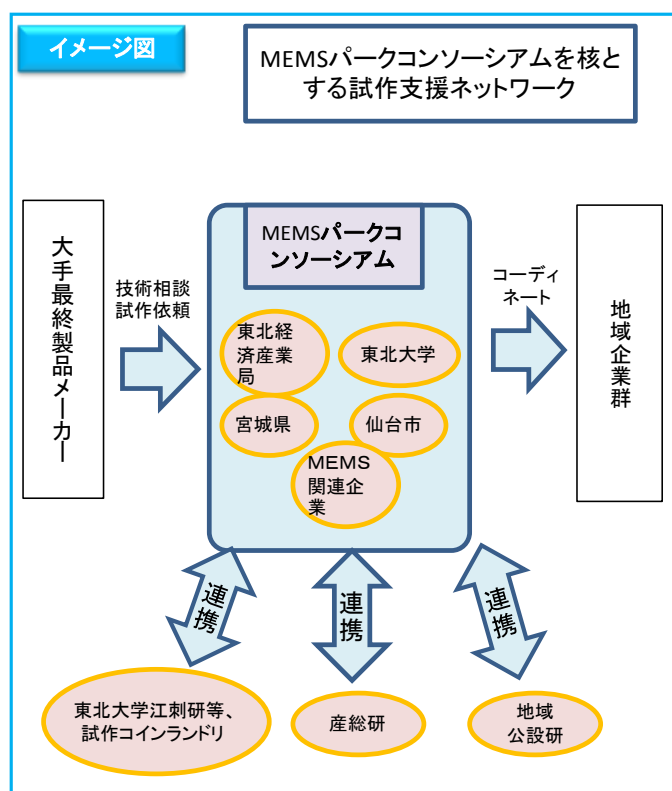 イメージ図
MEMSパークコンソーシアムを核と
する試作支援ネットワーク
大手最終製品メーカー
技術相談
試作依頼
MEMSパークコ
ンソーシアム
東北経
済産業
局
東北大学
宮城県
仙台市
MEMS
関連企
業
コーディ
ネート
地域企業群
連携
連携
連携
東北大学江刺研等、
試作コインランドリ
産総研
地域
公設研